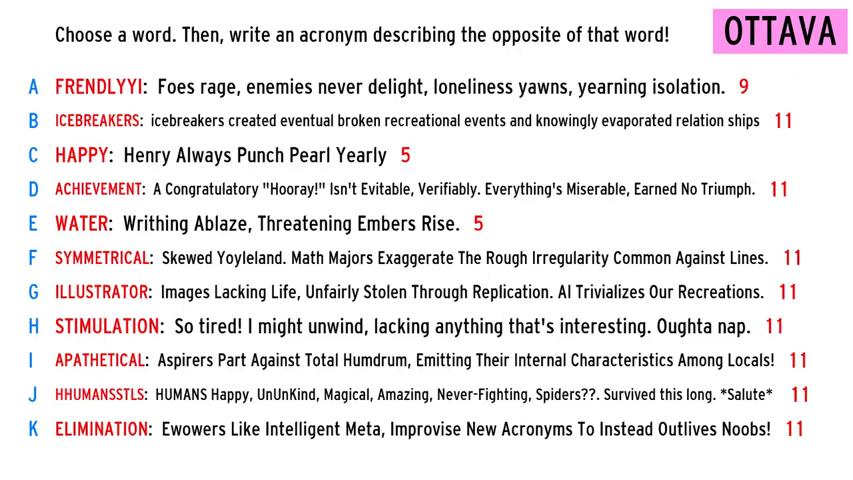 Choose a word. Then, write an acronym describing the opposite of that word!
OTTAVA
A FRENDLYYI: Foes rage, enemies never delight, loneliness yawns, yearning isolation. 9
B ICEBREAKERS: icebreakers created eventual broken recreational events and knowingly evaporated relation ships 11
C HAPPY: Henry Always Punch Pearl Yearly 5
D ACHIEVEMENT: A Congratulatory "Hooray!" Isn't Evitable, Verifiably. Everything's Miserable, Earned No Triumph. 11
E WATER: Writhing Ablaze, Threatening Embers Rise. 5
F SYMMETRICAL: Skewed Yoyleland. Math Majors Exaggerate The Rough Irregularity Common Against Lines. 11
G ILLUSTRATOR: Images Lacking Life, Unfairly Stolen Through Replication. AI Trivializes Our Recreations. 11
H STIMULATION: So tired! I might unwind, lacking anything that's interesting. Oughta nap. 11
I APATHETICAL: Aspirers Part Against Total Humdrum, Emitting Their Internal Characteristics Among Locals! 11
J HHUMANSSTLS: HUMANS Happy, UnUnKind, Magical, Amazing, Never-Fighting, Spiders??. Survived this long. *Salute* 11
K ELIMINATION: Ewowers Like Intelligent Meta, Improvise New Acronyms To Instead Outlives Noobs! 11